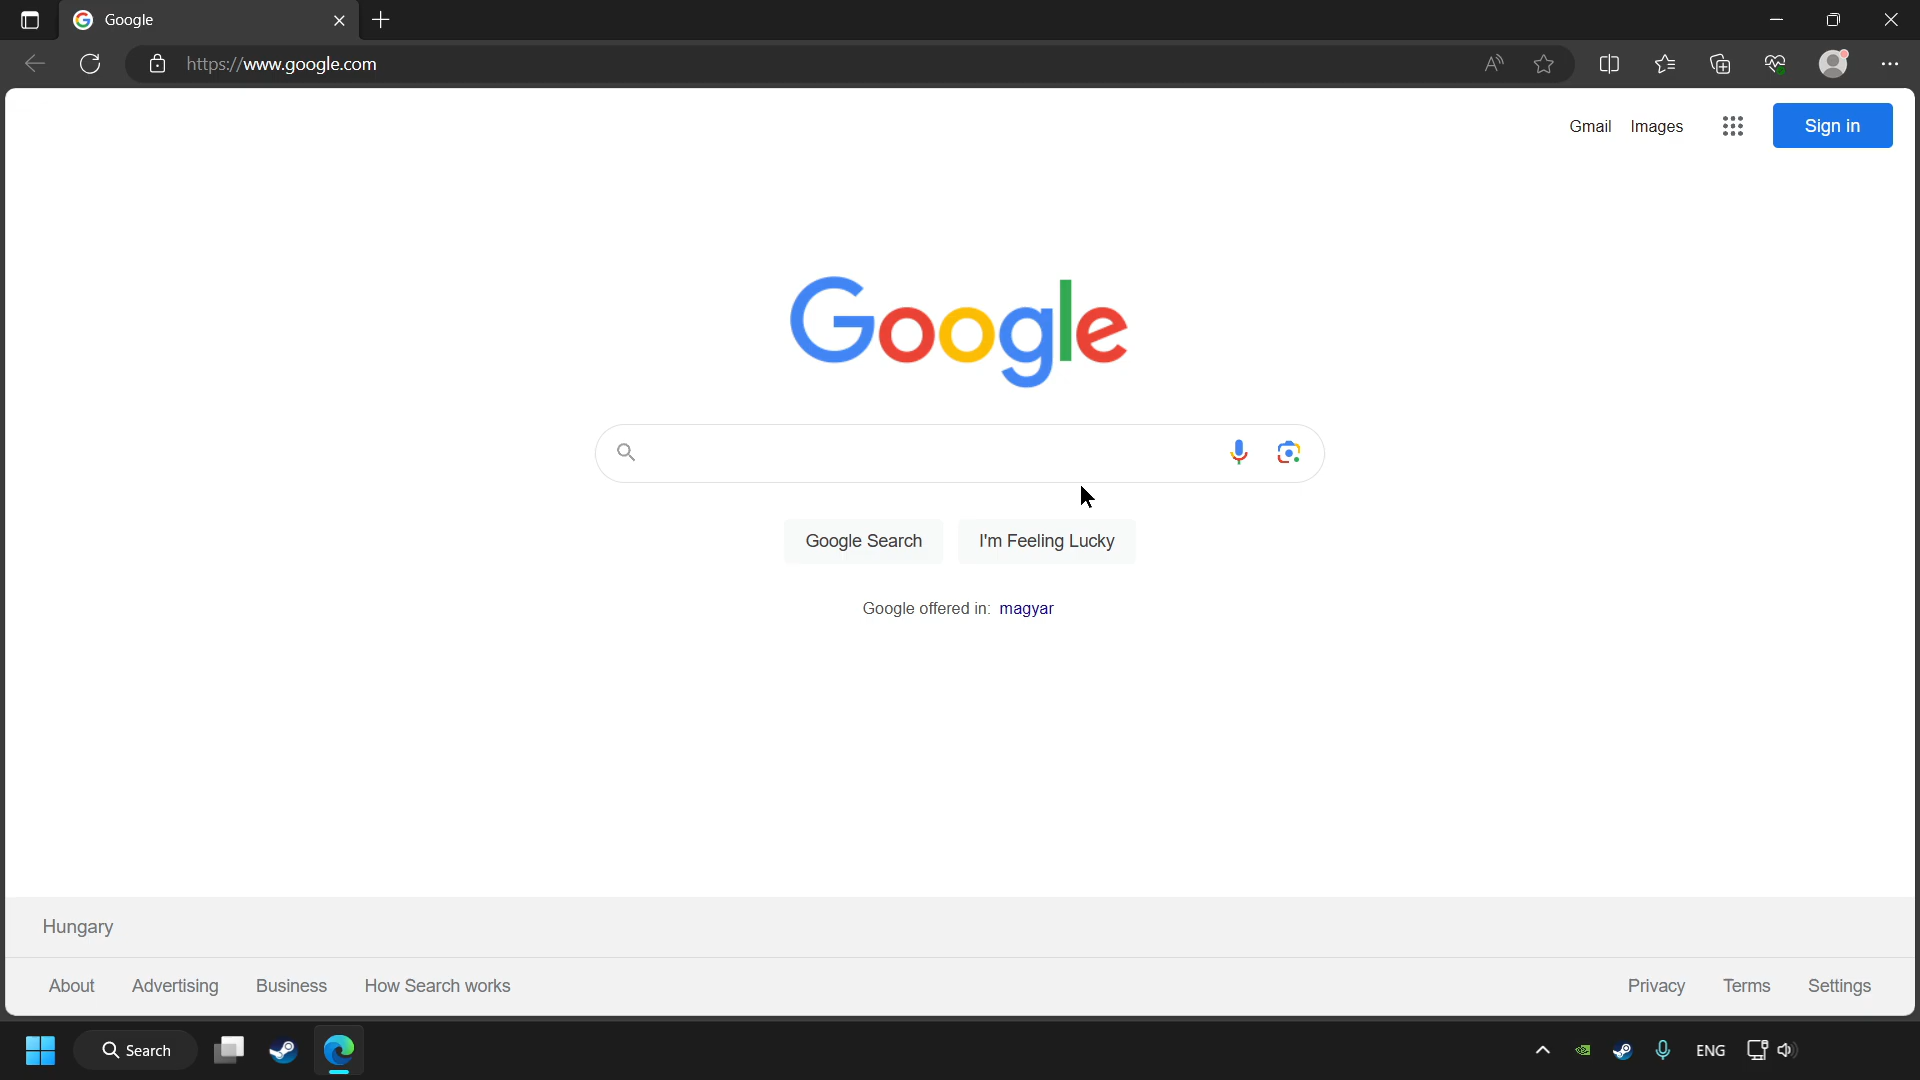 Google
https://www.google.com
Gmail Images Sign in
Google
Google Search I'm Feeling Lucky
Google offered in: magyar
Hungary
About Advertising Business How Search works Privacy Terms Settings
Search ENG